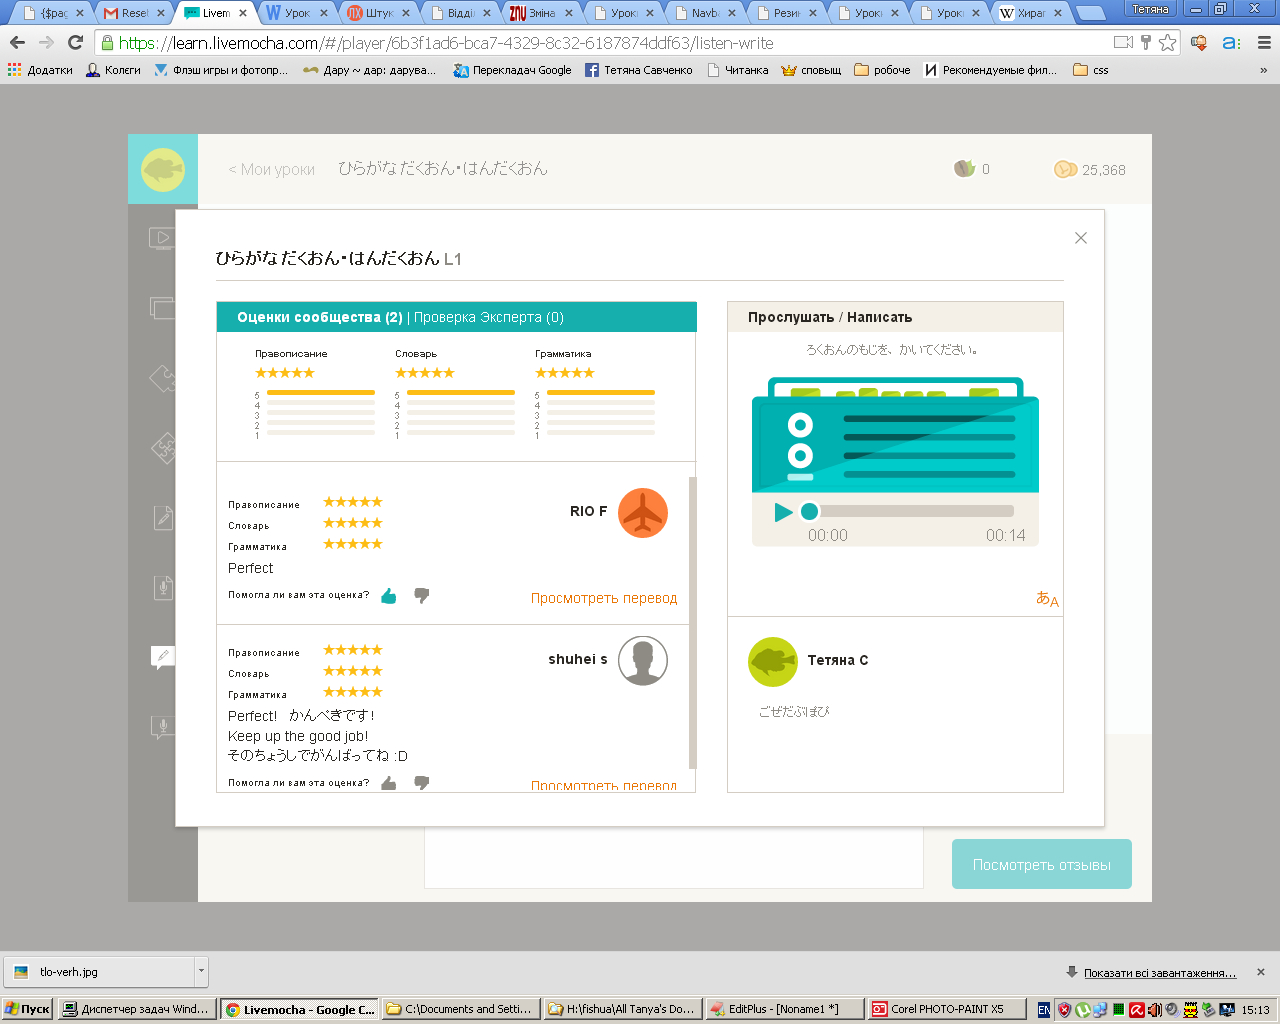 {$pag
Reset
Livem
Урок
Штук
Відділ
Зміна
Уроки
Navba
Резин
Уроки
Уроки
Хираг
Тетяна
https://learn.livemocha.com/#/player/6b3f1ad6-bca7-4329-8c32-6187874ddf63/listen-write
Додатки
Колєги
Флэш игры и фотопр...
Дару ~ дар: дарува...
Перекладач Google
Тетяна Савченко
Читанка
сповыщ
робоче
Рекомендуемые фил...
css
»
< Мои уроки
ひらがな だくおん・はんだくおん
0
25,368
ひらがな だくおん・はんだくおん L1
Оценки сообщества (2) | Проверка Эксперта (0)
Правописание
Словарь
Грамматика
5 5 5
4 4 4
3 3 3
2 2 2
1 1 1
Правописание
Словарь
Грамматика
RIO F
Perfect
Помогла ли вам эта оценка?
Просмотреть перевод
Правописание
Словарь
Грамматика
shuhei s
Perfect! かんぺきです!
Keep up the good job!
そのちょうしでがんばってね :D
Помогла ли вам эта оценка?
Просмотреть перевод
Прослушать / Написать
ろくおんのもじを、かいてください。
00:00
00:14
あA
Тетяна С
ごぜだぶぱぴ
Посмотреть отзывы
tlo-verh.jpg
Показати всі завантаження...
Пуск
Диспетчер задач Wind...
Livemocha - Google C...
C:\Documents and Setti...
H:\fishua\All Tanya's Do...
EditPlus - [Noname1 *]
Corel PHOTO-PAINT X5
EN
15:13